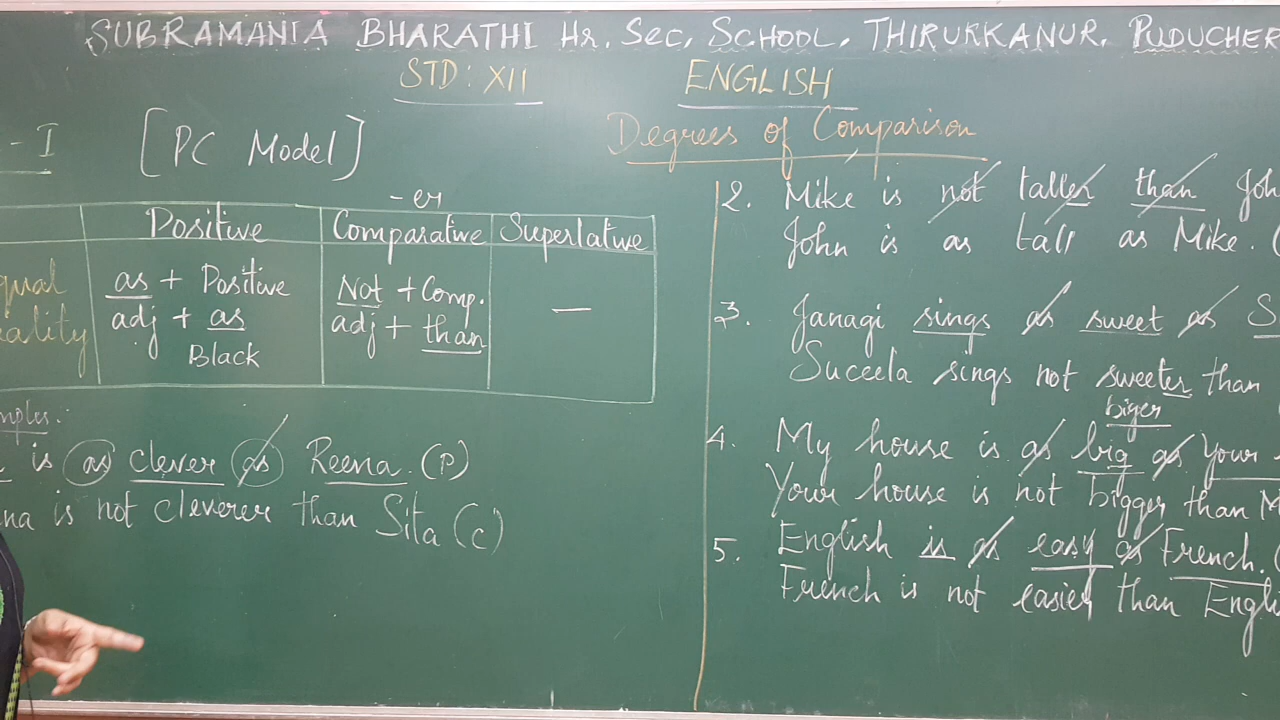 SUBRAMANIA BHARATHI Hr. Sec. SCHOOL, THIRUKKANUR. PUDUCHER
STD: XII ENGLISH
- I [PC Model] Degrees of Comparison
-er
Positive Comparative Superlative
qual
ality
as + Positive
adj + as
Black
Not + Comp.
adj + than
—
mples:
is as clever as Reena. (P)
na is not cleverer than Sita (C)
2. Mike is not taller than Joh
John is as tall as Mike. (
3. Janagi sings as sweet as S
Suceela sings not sweeter than
biger
4. My house is as big as your
Your house is not bigger than M
5. English is as easy as French. (
French is not easier than Engli